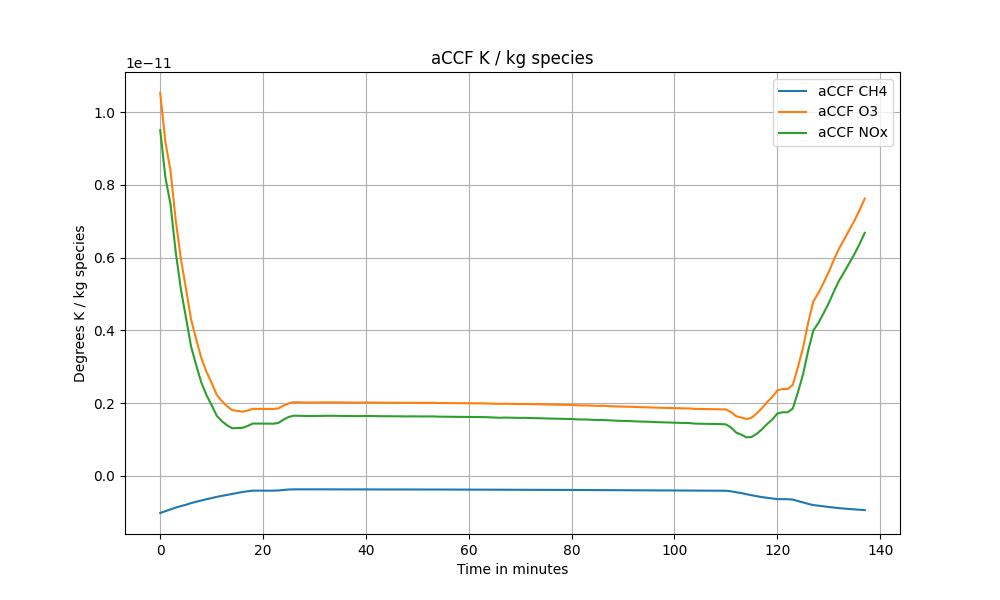 aCCF K / kg species
1e−11
aCCF CH4
aCCF O3
aCCF NOx
Degrees K / kg species
1.0
0.8
0.6
0.4
0.2
0.0
0 20 40 60 80 100 120 140
Time in minutes